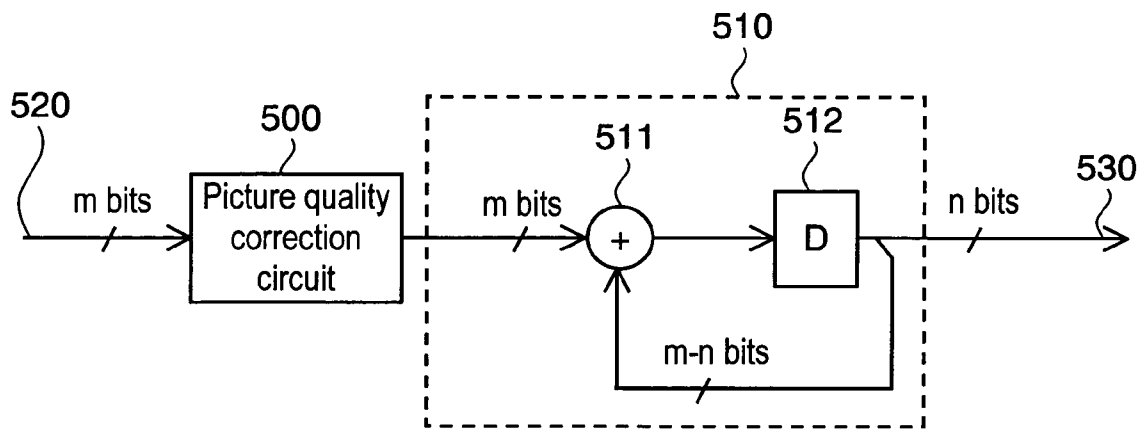 510
520
500
511
512
530
m bits
Picture quality
correction
circuit
m bits
+
D
n bits
m-n bits